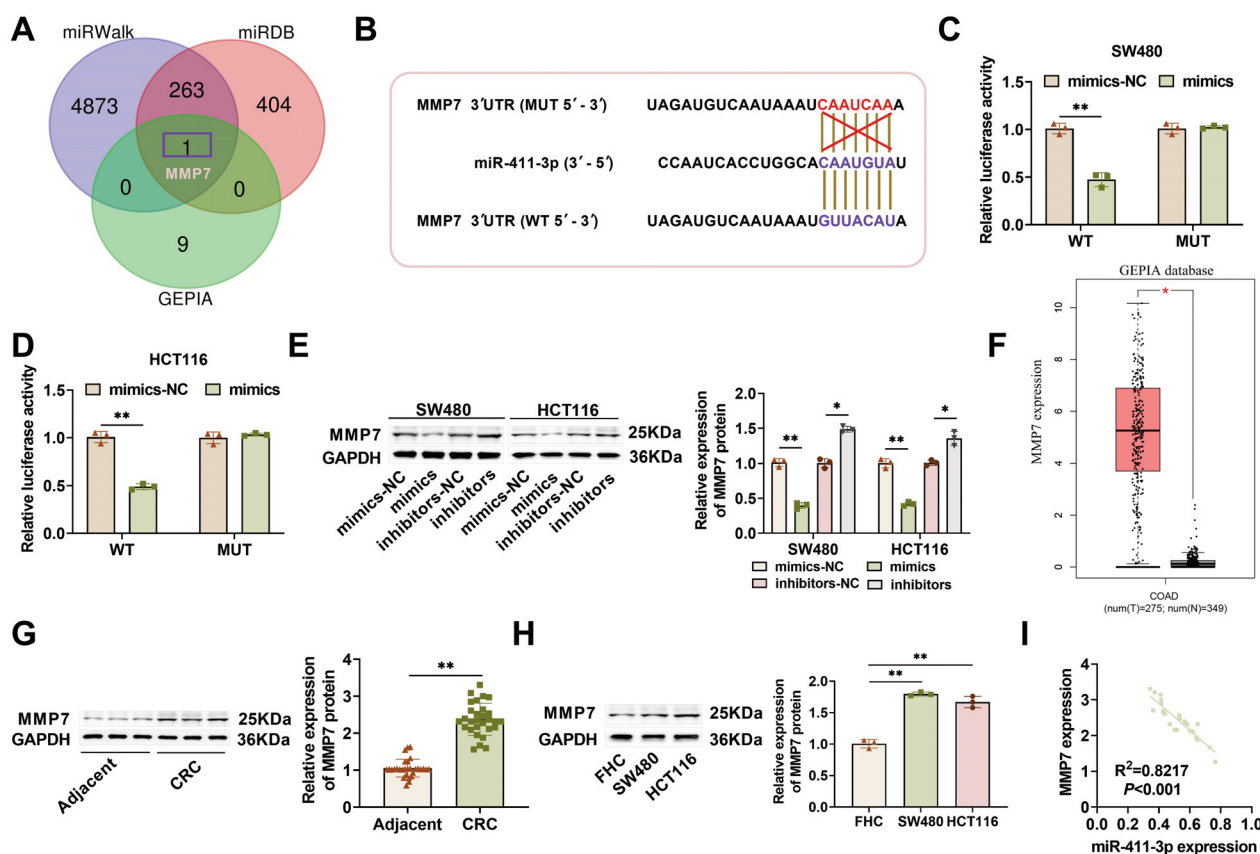 A
miRWalk
miRDB
4873
263
404
1
MMP7
0
0
9
GEPIA
B
MMP7 3′UTR (MUT 5′ - 3′) UAGAUGUCAAUAAAUCAAUCAAA
miR-411-3p (3′ - 5′) CCAAUCACCUGGCACAAUGUAU
MMP7 3′UTR (WT 5′ - 3′) UAGAUGUCAAUAAAUGUUACAUA
C
SW480
mimics-NC mimics
Relative luciferase activity
1.5
1.0
0.5
0.0
**
WT MUT
D
HCT116
mimics-NC mimics
Relative luciferase activity
1.5
1.0
0.5
0.0
**
WT MUT
E
SW480 HCT116
MMP7 25KDa
GAPDH 36KDa
mimics-NC
mimics
inhibitors-NC
inhibitors
mimics-NC
mimics
inhibitors-NC
inhibitors
Relative expression
of MMP7 protein
2.0
1.5
1.0
0.5
0.0
**
*
**
*
SW480 HCT116
mimics-NC mimics
inhibitors-NC inhibitors
F
GEPIA database
*
MMP7 expression
10
8
6
4
2
0
COAD
(num(T)=275; num(N)=349)
G
MMP7 25KDa
GAPDH 36KDa
Adjacent
CRC
Relative expression
of MMP7 protein
4
3
2
1
0
**
Adjacent CRC
H
MMP7 25KDa
GAPDH 36KDa
FHC
SW480
HCT116
Relative expression
of MMP7 protein
2.0
1.5
1.0
0.5
0.0
**
**
FHC SW480 HCT116
I
MMP7 expression
4
3
2
1
0
R²=0.8217
P<0.001
0.0 0.2 0.4 0.6 0.8 1.0
miR-411-3p expression